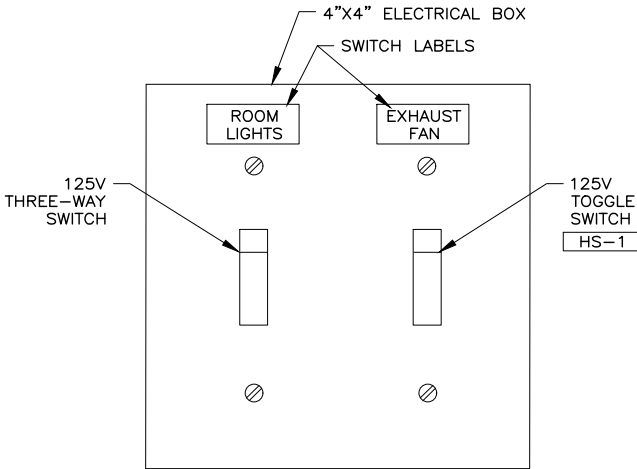 4"X4" ELECTRICAL BOX
SWITCH LABELS
ROOM
LIGHTS
EXHAUST
FAN
125V
THREE-WAY
SWITCH
125V
TOGGLE
SWITCH
HS-1